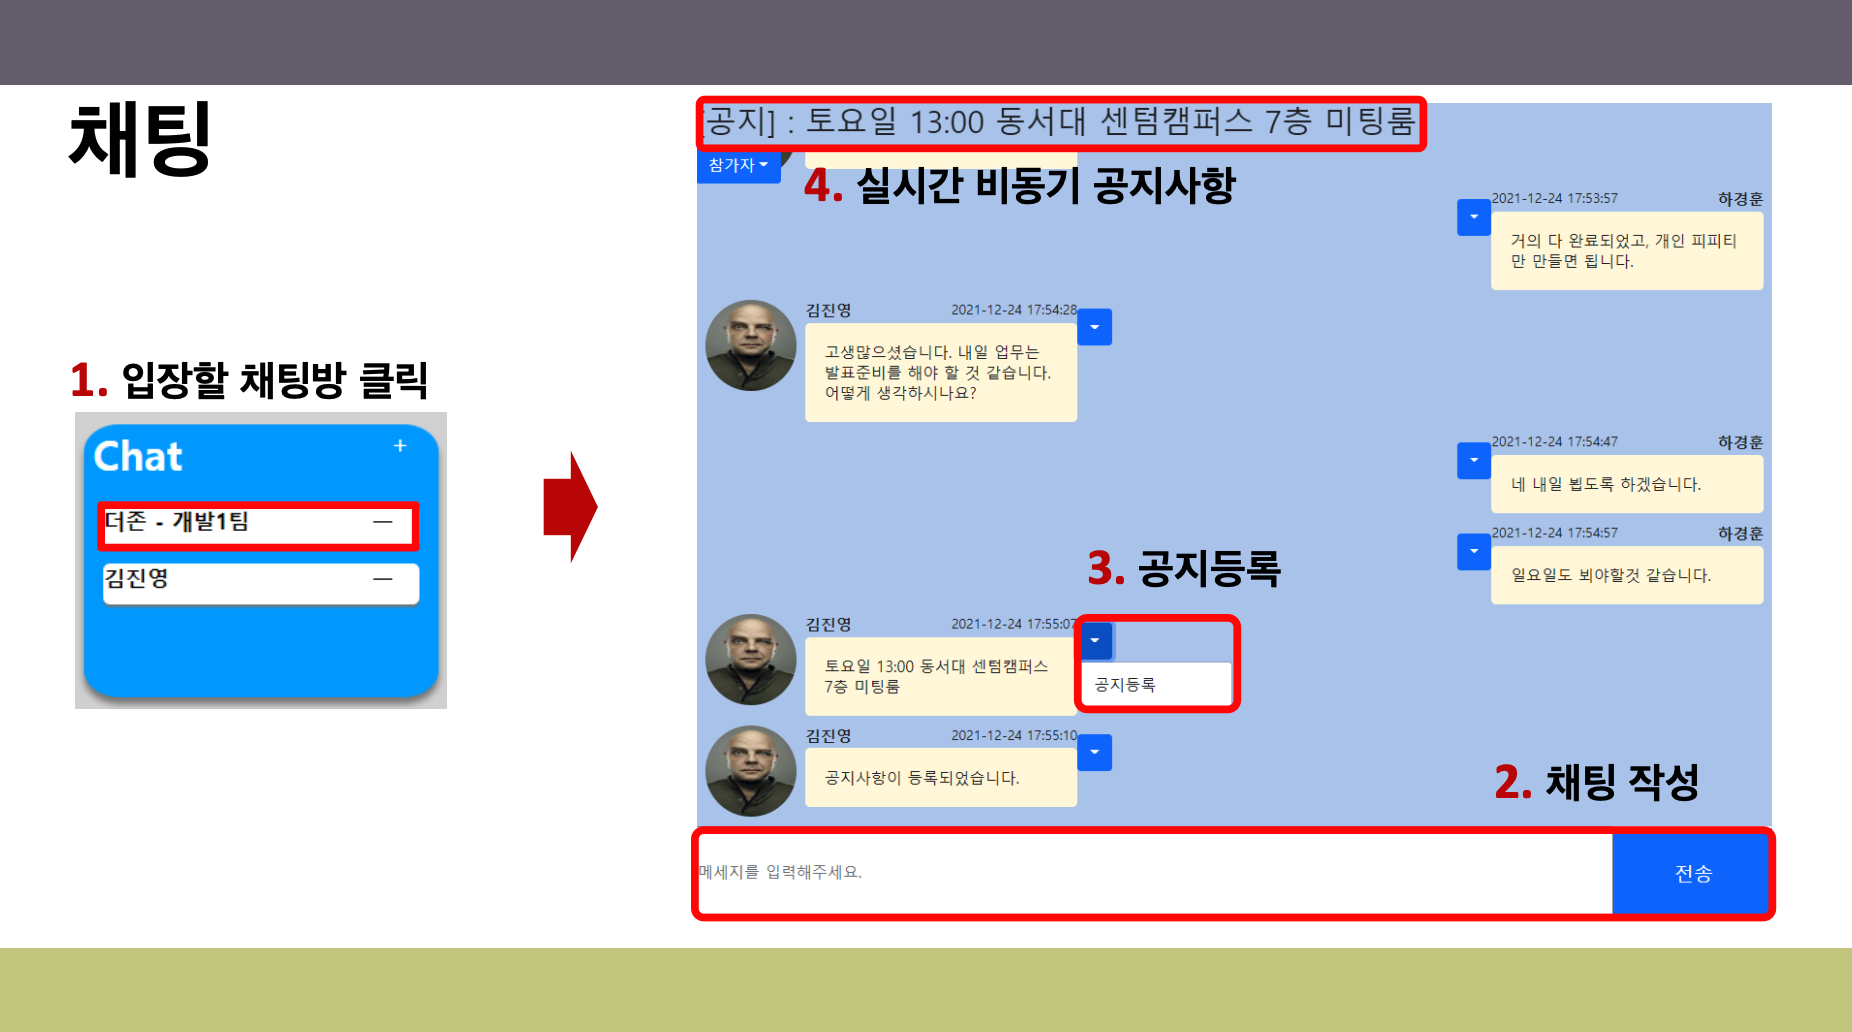 채팅
1. 입장할 채팅방 클릭
Chat +
더존 - 개발1팀 —
김진영 —
[공지] : 토요일 13:00 동서대 센텀캠퍼스 7층 미팅룸
참가자
4. 실시간 비동기 공지사항
2021-12-24 17:53:57 하경훈
거의 다 완료되었고, 개인 피피티
만 만들면 됩니다.
김진영 2021-12-24 17:54:28
고생많으셨습니다. 내일 업무는
발표준비를 해야 할 것 같습니다.
어떻게 생각하시나요?
2021-12-24 17:54:47 하경훈
네 내일 뵙도록 하겠습니다.
2021-12-24 17:54:57 하경훈
일요일도 뵈야할것 같습니다.
3. 공지등록
김진영 2021-12-24 17:55:07
토요일 13:00 동서대 센텀캠퍼스
7층 미팅룸
공지등록
김진영 2021-12-24 17:55:10
공지사항이 등록되었습니다.
2. 채팅 작성
메세지를 입력해주세요.
전송